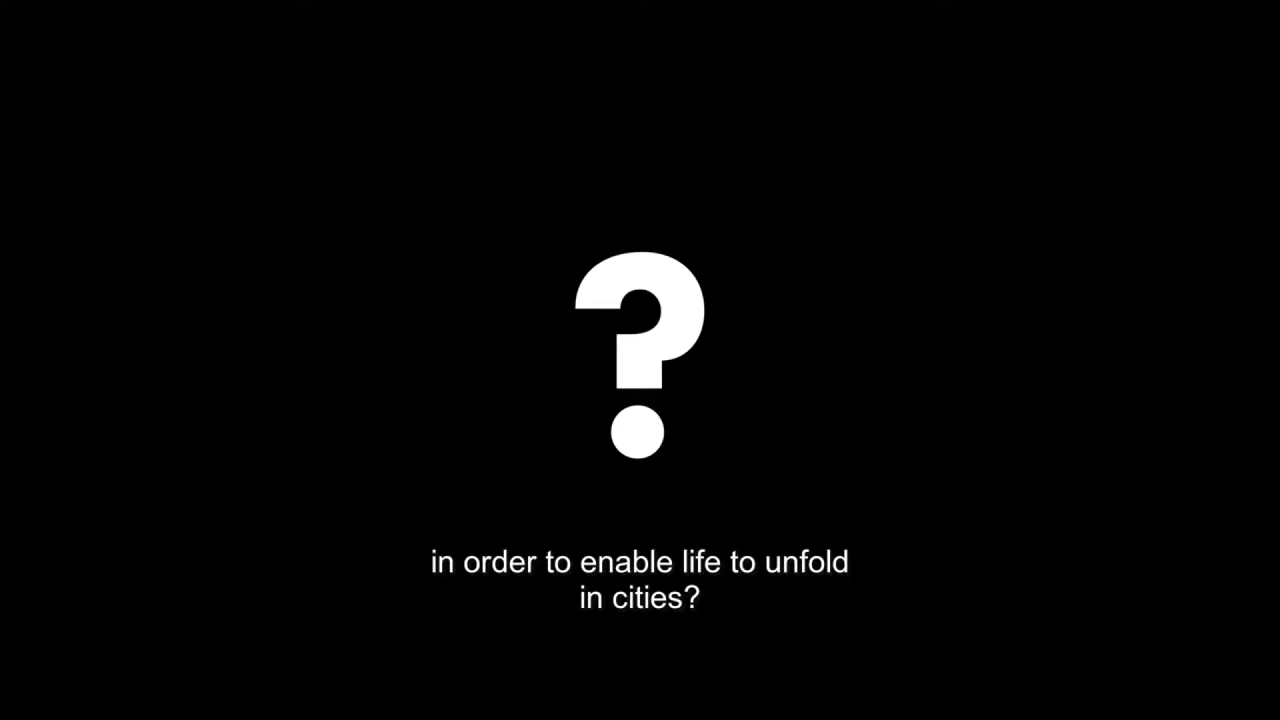 ?
in order to enable life to unfold
in cities?